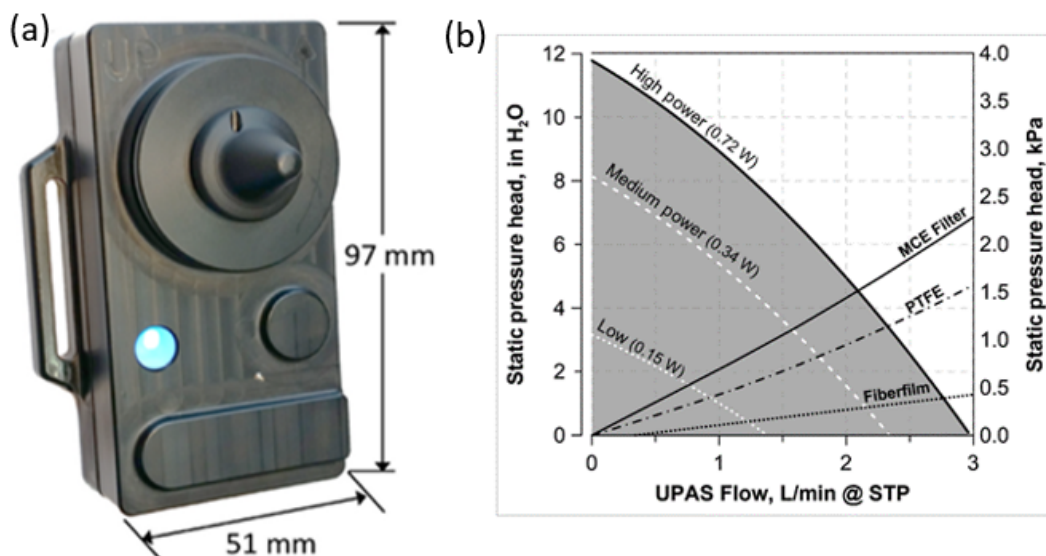 (a)
UP
97 mm
51 mm
(b)
Static pressure head, in H₂O
12
10
8
6
4
2
0
High power (0.72 W)
Medium power (0.34 W)
Low (0.15 W)
MCE Filter
PTFE
Fiberfilm
4.0
3.5
3.0
2.5
2.0
1.5
1.0
0.5
0.0
Static pressure head, kPa
0
1
2
3
UPAS Flow, L/min @ STP